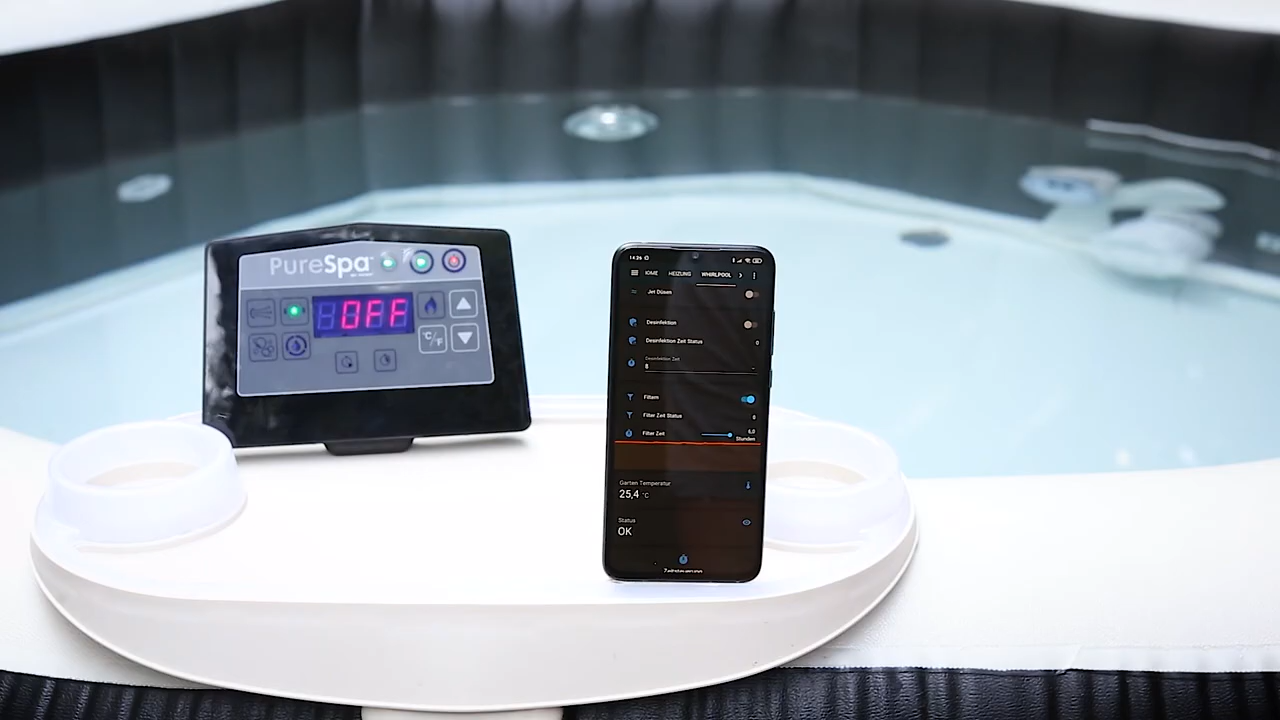 PureSpa
OFF
°C/F
14:26
HOME HEIZUNG WHIRLPOOL
Jet Düsen
Desinfektion
Desinfektion Zeit Status 0
Desinfektion Zeit
8
Filtern
Filter Zeit Status 0
Filter Zeit 6,0
Stunden
Garten Temperatur
25,4 °C
Status
OK